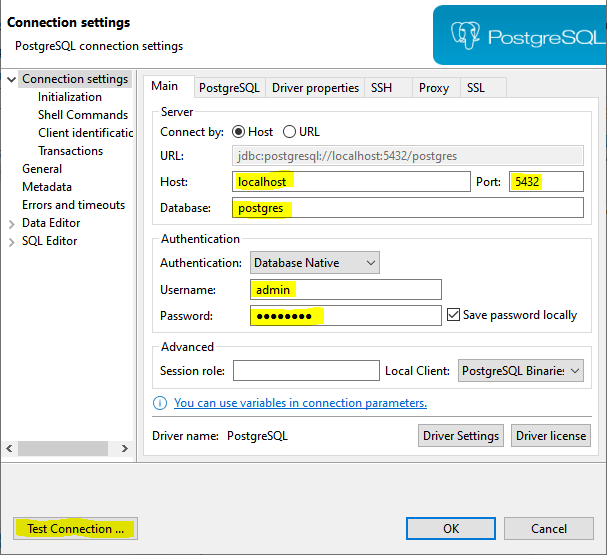 Connection settings
PostgreSQL connection settings
PostgreSQL
Connection settings
Initialization
Shell Commands
Client identificatio
Transactions
General
Metadata
Errors and timeouts
Data Editor
SQL Editor
Main PostgreSQL Driver properties SSH Proxy SSL
Server
Connect by: Host URL
URL: jdbc:postgresql://localhost:5432/postgres
Host: localhost Port: 5432
Database: postgres
Authentication
Authentication: Database Native
Username: admin
Password: ●●●●●●●● Save password locally
Advanced
Session role: Local Client: PostgreSQL Binaries
You can use variables in connection parameters.
Driver name: PostgreSQL Driver Settings Driver license
Test Connection ... OK Cancel